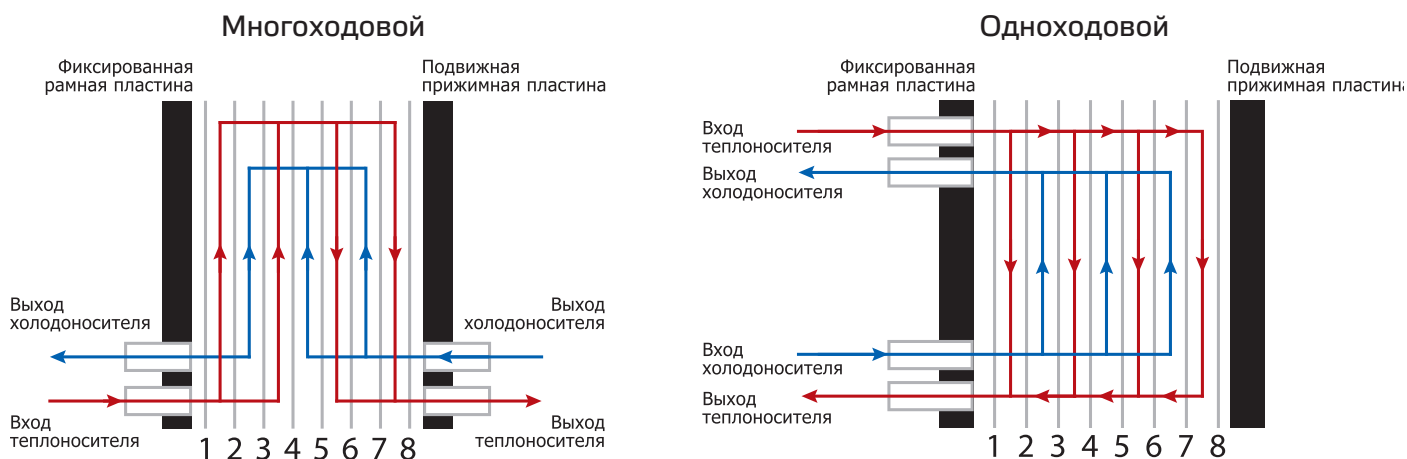 Многоходовой
Фиксированная
рамная пластина
Подвижная
прижимная пластина
Выход
холодоносителя
Выход
холодоносителя
Вход
теплоносителя
Выход
теплоносителя
1 2 3 4 5 6 7 8
Одноходовой
Фиксированная
рамная пластина
Подвижная
прижимная пластина
Вход
теплоносителя
Выход
холодоносителя
Вход
холодоносителя
Выход
теплоносителя
1 2 3 4 5 6 7 8